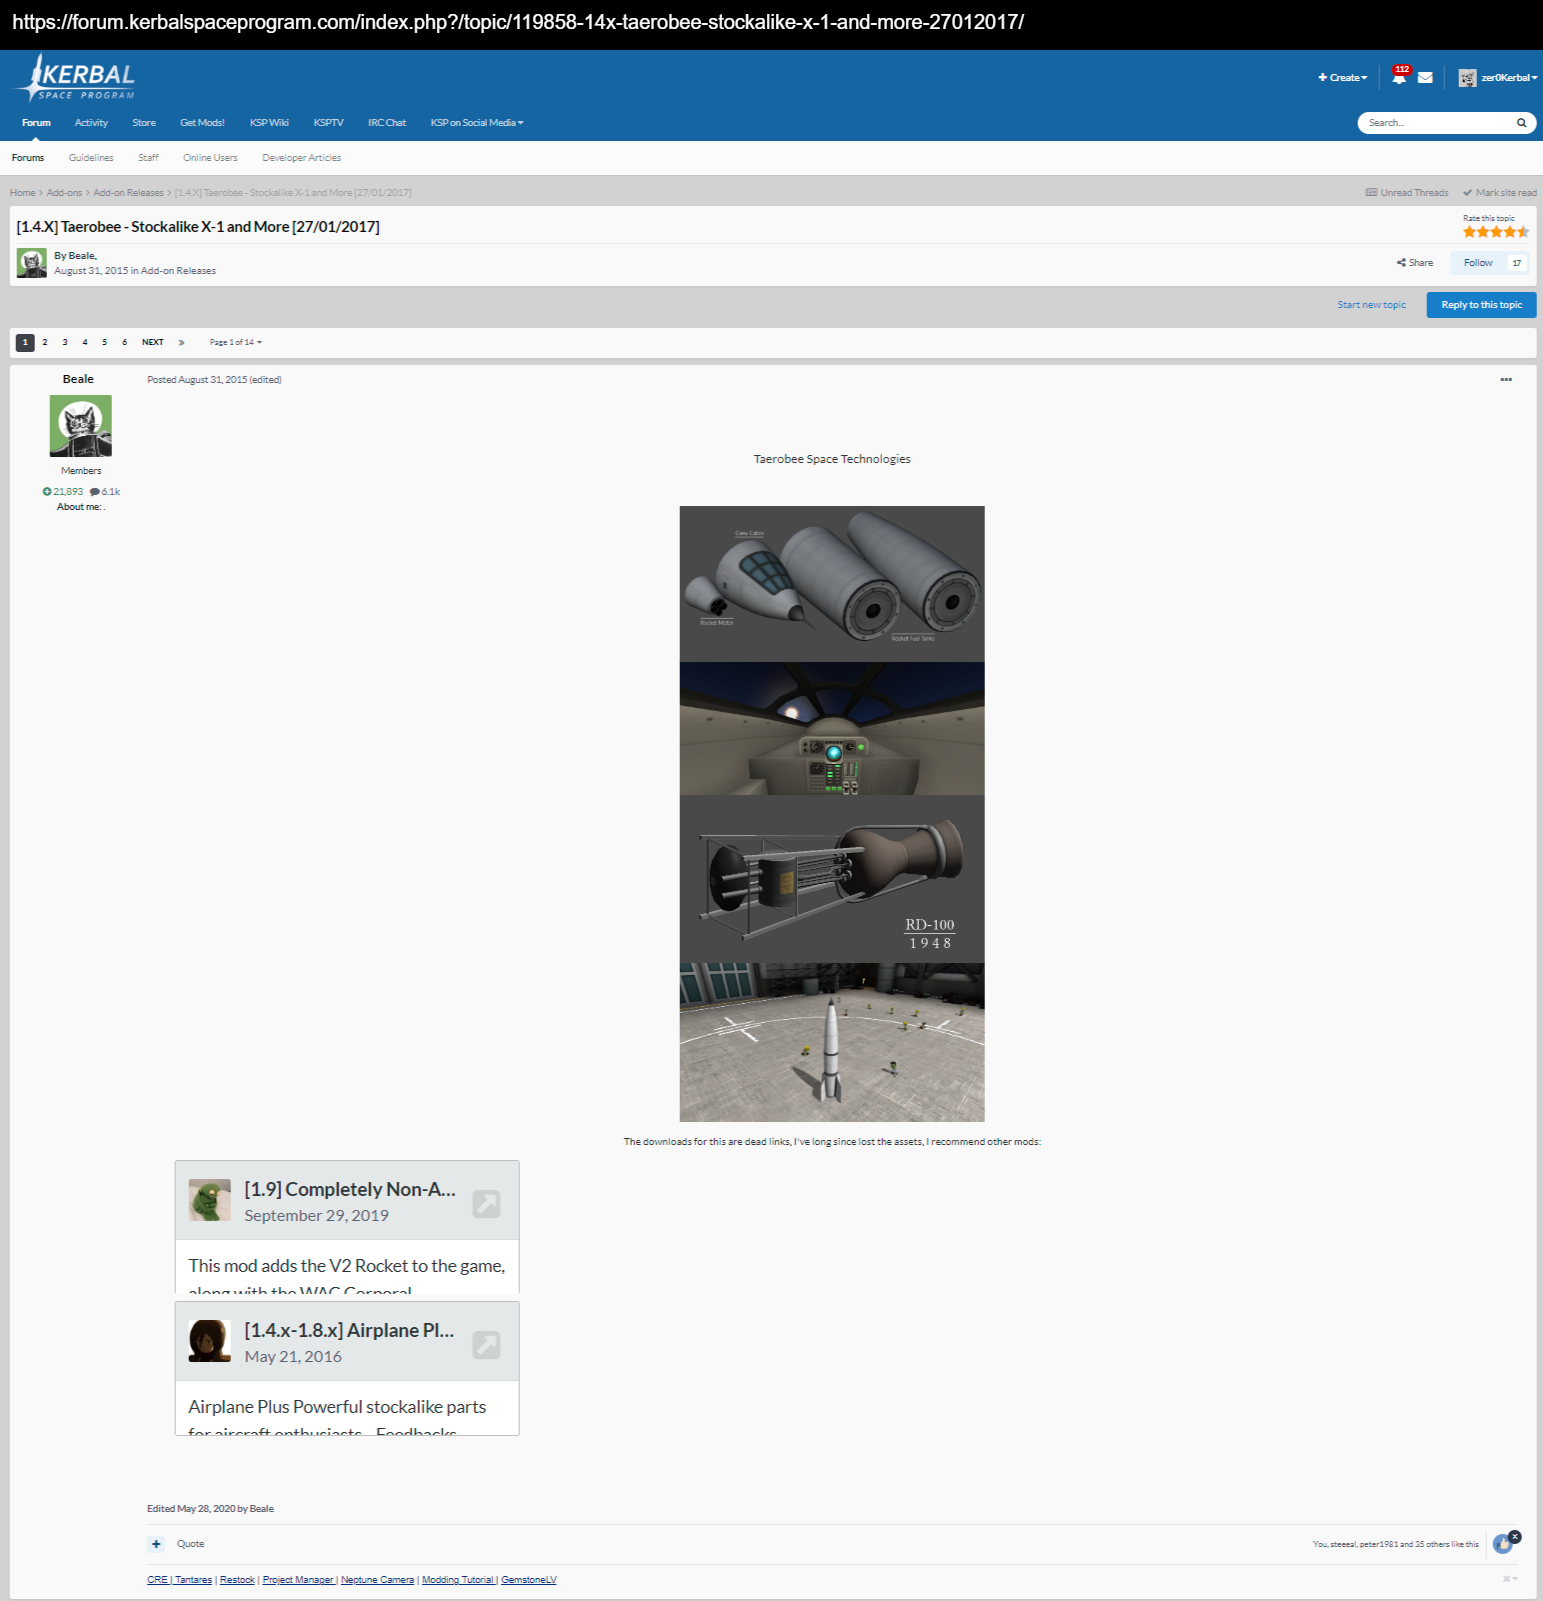 https://forum.kerbalspaceprogram.com/index.php?/topic/119858-14x-taerobee-stockalike-x-1-and-more-27012017/
KERBAL
SPACE PROGRAM
Create
112
zer0Kerbal
Forum Activity Store Get Mods! KSP Wiki KSPTV IRC Chat KSP on Social Media
Search...
Forums Guidelines Staff Online Users Developer Articles
Home > Add-ons > Add-on Releases > [1.4.X] Taerobee - Stockalike X-1 and More [27/01/2017]
Unread Threads Mark site read
[1.4.X] Taerobee - Stockalike X-1 and More [27/01/2017]
Rate this topic
By Beale,
August 31, 2015 in Add-on Releases
Share Follow 17
Start new topic Reply to this topic
1 2 3 4 5 6 NEXT » Page 1 of 14
Beale
Posted August 31, 2015 (edited)
Members
21,893 6.1k
About me: .
Taerobee Space Technologies
Crew Cabin
Rocket Motor
Rocket Fuel Tanks
RD-100
1948
The downloads for this are dead links, I've long since lost the assets, I recommend other mods:
[1.9] Completely Non-A...
September 29, 2019
This mod adds the V2 Rocket to the game,
along with the WAC Corporal
[1.4.x-1.8.x] Airplane Pl...
May 21, 2016
Airplane Plus Powerful stockalike parts
for aircraft enthusiasts Feedbacks
Edited May 28, 2020 by Beale
+ Quote
You, steeeal, peter1981 and 35 others like this
CRE | Tantares | Restock | Project Manager | Neptune Camera | Modding Tutorial | GemstoneLV